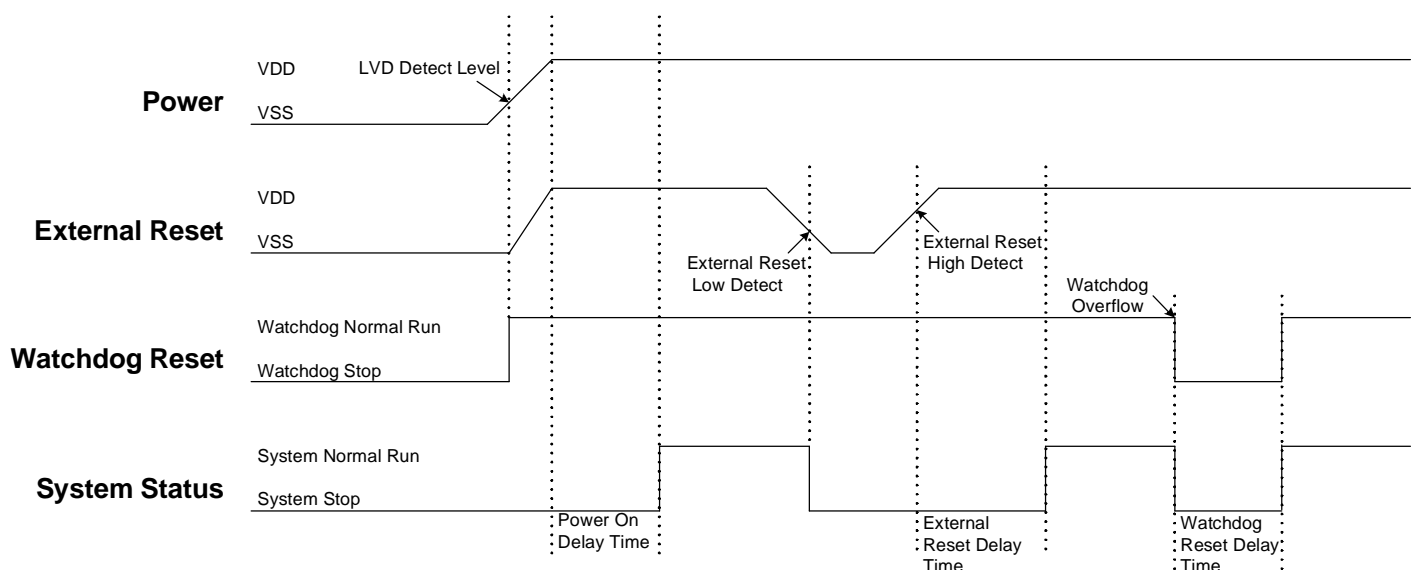 VDD
LVD Detect Level
Power
VSS
VDD
External Reset
VSS
External Reset
Low Detect
External Reset
High Detect
Watchdog
Overflow
Watchdog Normal Run
Watchdog Reset
Watchdog Stop
System Normal Run
System Status
System Stop
Power On
Delay Time
External
Reset Delay
Time
Watchdog
Reset Delay
Time